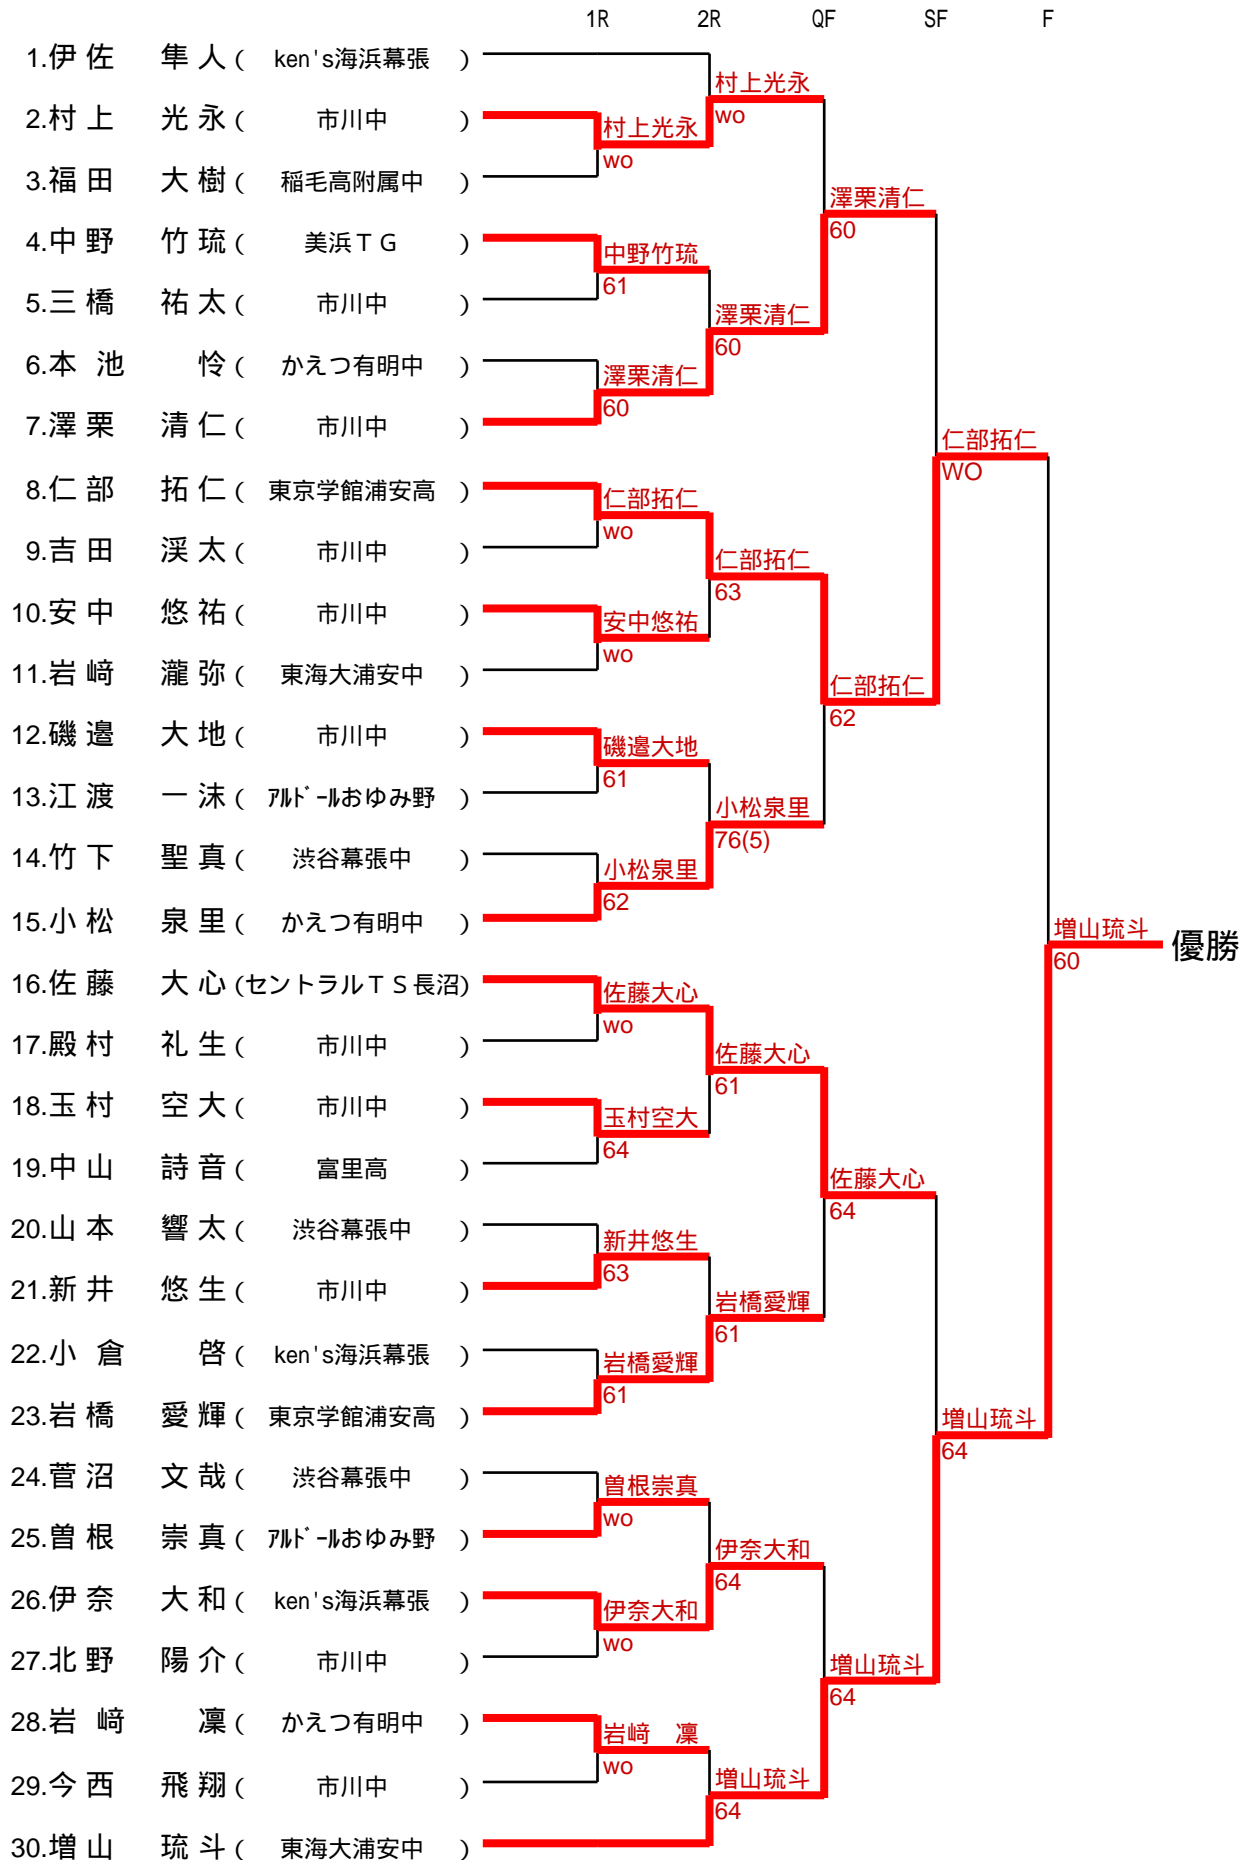 1R 2R QF SF F
1.伊佐 隼人( ken's海浜幕張 )
村上光永
2.村上 光永( 市川中 )
wo
村上光永
wo
3.福田 大樹( 稲毛高附属中 )
澤栗清仁
60
4.中野 竹琉( 美浜TG )
中野竹琉
61
5.三橋 祐太( 市川中 )
澤栗清仁
60
6.本池 怜( かえつ有明中 )
澤栗清仁
60
7.澤栗 清仁( 市川中 )
仁部拓仁
WO
8.仁部 拓仁( 東京学館浦安高 )
仁部拓仁
wo
9.吉田 渓太( 市川中 )
仁部拓仁
63
10.安中 悠祐( 市川中 )
安中悠祐
wo
11.岩﨑 瀧弥( 東海大浦安中 )
仁部拓仁
62
12.磯邉 大地( 市川中 )
磯邉大地
61
13.江渡 一沫( アルドールおゆみ野 )
小松泉里
76(5)
14.竹下 聖真( 渋谷幕張中 )
小松泉里
62
15.小松 泉里( かえつ有明中 )
増山琉斗
60
優勝
16.佐藤 大心(セントラルTS長沼)
佐藤大心
wo
17.殿村 礼生( 市川中 )
佐藤大心
61
18.玉村 空大( 市川中 )
玉村空大
64
19.中山 詩音( 富里高 )
佐藤大心
64
20.山本 響太( 渋谷幕張中 )
新井悠生
63
21.新井 悠生( 市川中 )
岩橋愛輝
61
22.小倉 啓( ken's海浜幕張 )
岩橋愛輝
61
23.岩橋 愛輝( 東京学館浦安高 )
増山琉斗
64
24.菅沼 文哉( 渋谷幕張中 )
曽根崇真
wo
25.曽根 崇真( アルドールおゆみ野 )
伊奈大和
64
26.伊奈 大和( ken's海浜幕張 )
伊奈大和
wo
27.北野 陽介( 市川中 )
増山琉斗
64
28.岩﨑 凜( かえつ有明中 )
岩﨑 凜
wo
29.今西 飛翔( 市川中 )
増山琉斗
64
30.増山 琉斗( 東海大浦安中 )